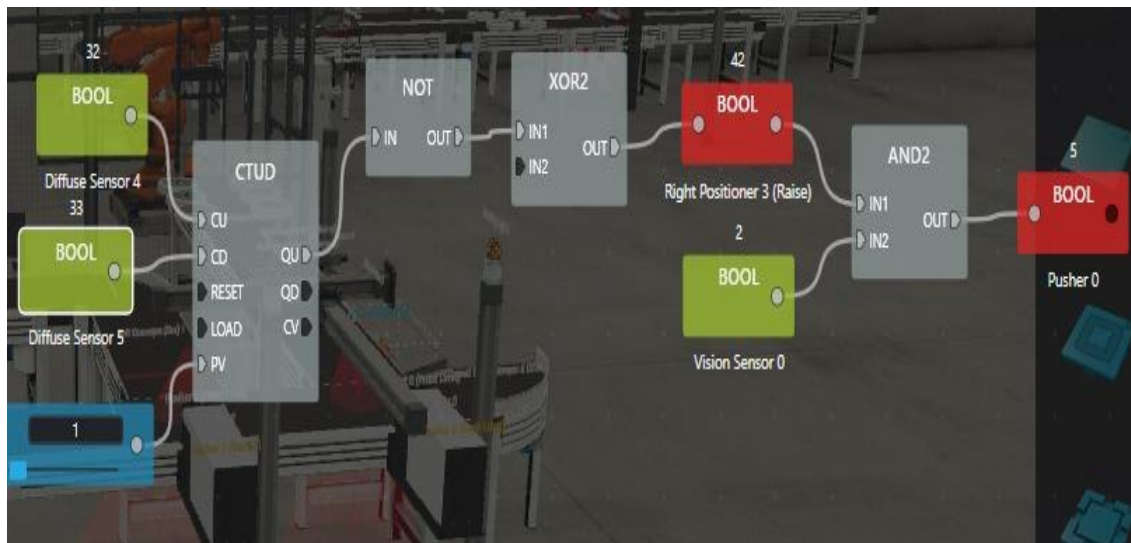 32
BOOL
Diffuse Sensor 4
33
BOOL
Diffuse Sensor 5
1
CTUD
CU
CD
RESET
LOAD
PV
QU
QD
CV
NOT
IN
OUT
XOR2
IN1
IN2
OUT
42
BOOL
Right Positioner 3 (Raise)
2
BOOL
Vision Sensor 0
AND2
IN1
IN2
OUT
5
BOOL
Pusher 0